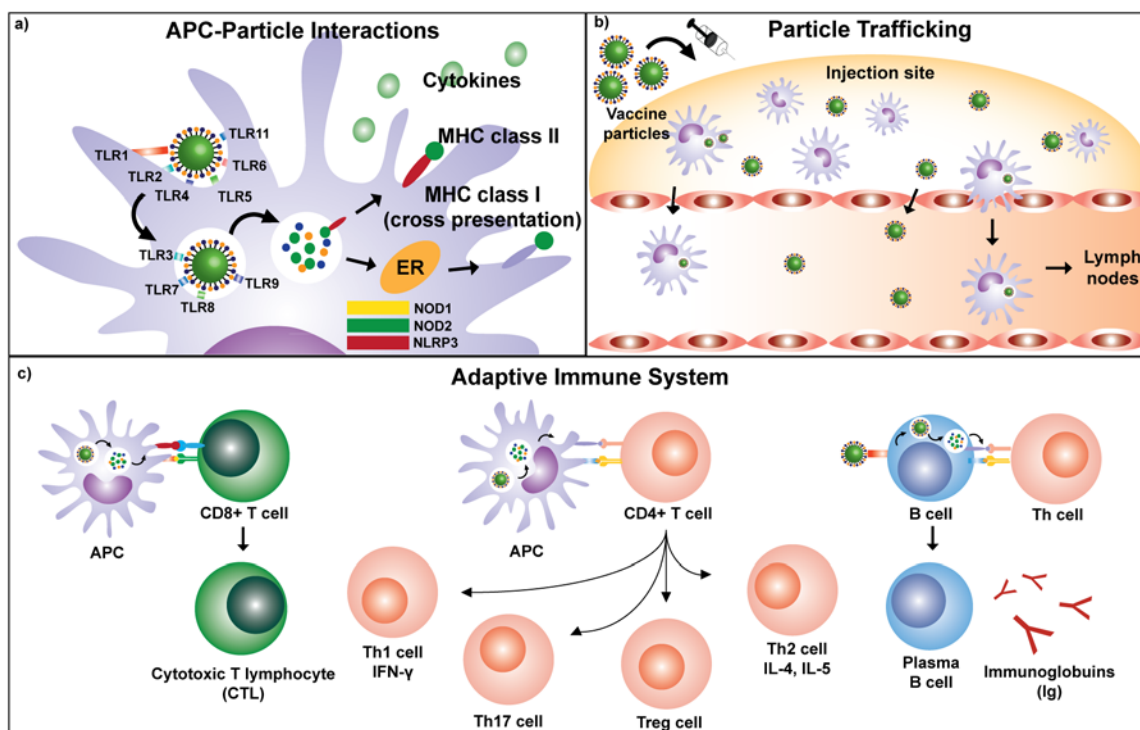 a)
APC-Particle Interactions
Cytokines
MHC class II
MHC class I
(cross presentation)
TLR11
TLR1
TLR6
TLR2
TLR4
TLR5
TLR3
TLR7
TLR8
TLR9
ER
NOD1
NOD2
NLRP3
b)
Particle Trafficking
Injection site
Vaccine
particles
Lymph
nodes
c)
Adaptive Immune System
APC
CD8+ T cell
Cytotoxic T lymphocyte
(CTL)
APC
CD4+ T cell
Th1 cell
IFN-γ
Th17 cell
Treg cell
Th2 cell
IL-4, IL-5
B cell
Th cell
Plasma
B cell
Immunoglobuins
(Ig)